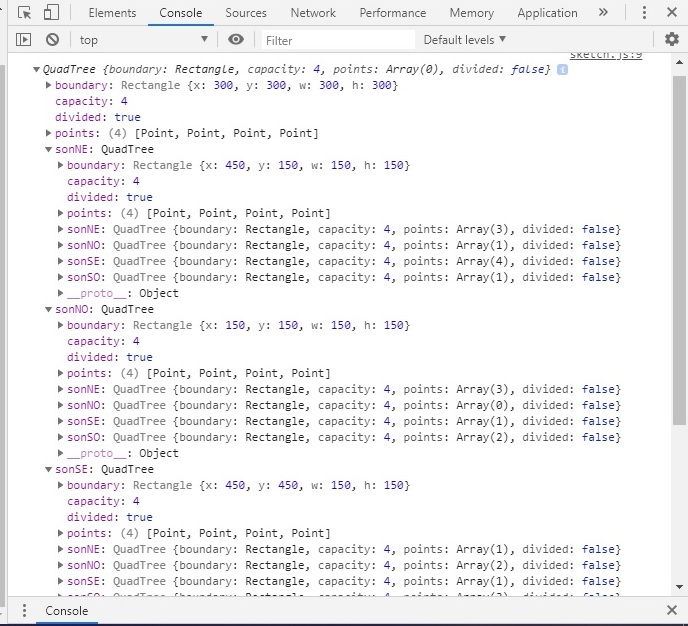 Elements Console Sources Network Performance Memory Application »
top Filter Default levels
sketch.js:9
QuadTree {boundary: Rectangle, capacity: 4, points: Array(0), divided: false} i
boundary: Rectangle {x: 300, y: 300, w: 300, h: 300}
capacity: 4
divided: true
points: (4) [Point, Point, Point, Point]
sonNE: QuadTree
boundary: Rectangle {x: 450, y: 150, w: 150, h: 150}
capacity: 4
divided: true
points: (4) [Point, Point, Point, Point]
sonNE: QuadTree {boundary: Rectangle, capacity: 4, points: Array(3), divided: false}
sonNO: QuadTree {boundary: Rectangle, capacity: 4, points: Array(1), divided: false}
sonSE: QuadTree {boundary: Rectangle, capacity: 4, points: Array(4), divided: false}
sonSO: QuadTree {boundary: Rectangle, capacity: 4, points: Array(1), divided: false}
__proto__: Object
sonNO: QuadTree
boundary: Rectangle {x: 150, y: 150, w: 150, h: 150}
capacity: 4
divided: true
points: (4) [Point, Point, Point, Point]
sonNE: QuadTree {boundary: Rectangle, capacity: 4, points: Array(3), divided: false}
sonNO: QuadTree {boundary: Rectangle, capacity: 4, points: Array(0), divided: false}
sonSE: QuadTree {boundary: Rectangle, capacity: 4, points: Array(1), divided: false}
sonSO: QuadTree {boundary: Rectangle, capacity: 4, points: Array(2), divided: false}
__proto__: Object
sonSE: QuadTree
boundary: Rectangle {x: 450, y: 450, w: 150, h: 150}
capacity: 4
divided: true
points: (4) [Point, Point, Point, Point]
sonNE: QuadTree {boundary: Rectangle, capacity: 4, points: Array(1), divided: false}
sonNO: QuadTree {boundary: Rectangle, capacity: 4, points: Array(2), divided: false}
sonSE: QuadTree {boundary: Rectangle, capacity: 4, points: Array(1), divided: false}
Console